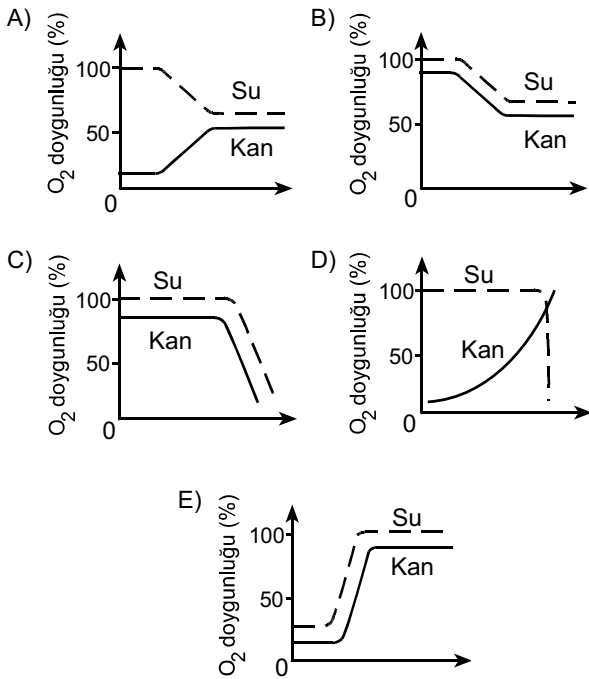 A)
O2 doygunluğu (%)
100
50
0
Su
Kan
B)
O2 doygunluğu (%)
100
50
0
Su
Kan
C)
O2 doygunluğu (%)
100
50
0
Su
Kan
D)
O2 doygunluğu (%)
100
50
0
Su
Kan
E)
O2 doygunluğu (%)
100
50
0
Su
Kan